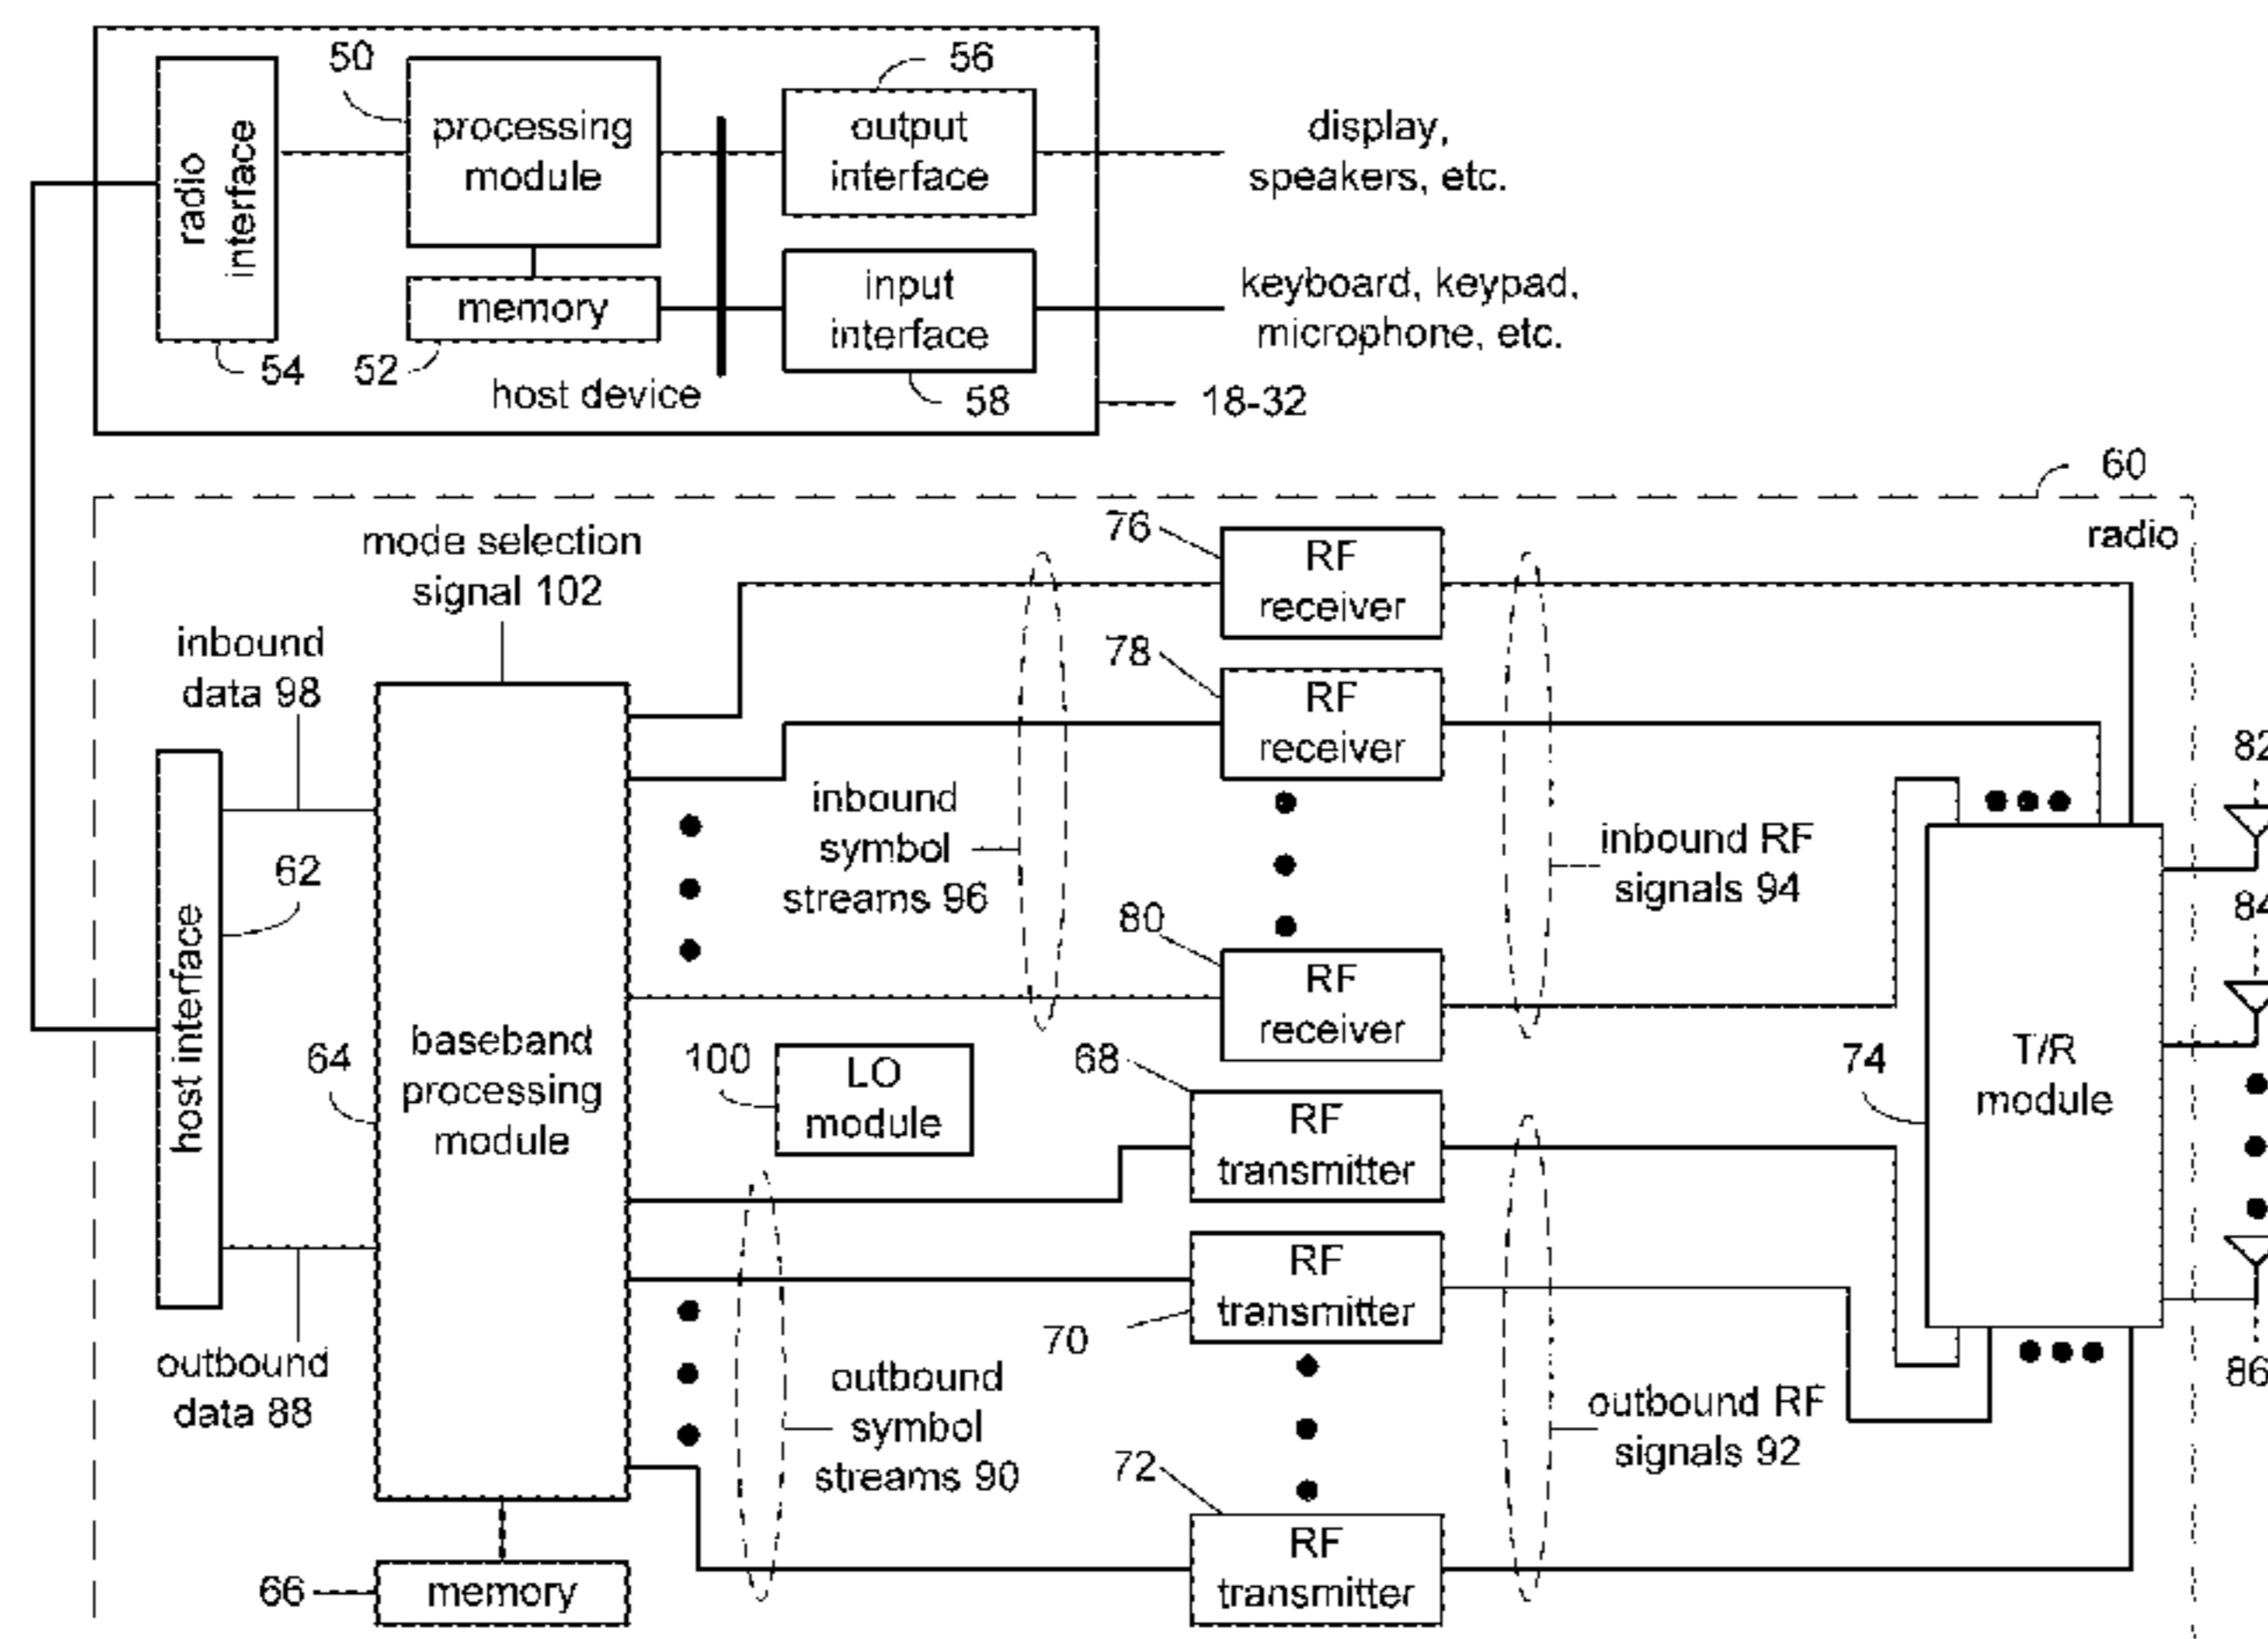 50
56
processing
module
output
interface
display,
speakers, etc.
radio
interface
memory
input
interface
keyboard, keypad,
microphone, etc.
54
52
host device
58
18-32
60
radio
mode selection
signal 102
76
RF
receiver
inbound
data 98
78
RF
receiver
82
inbound
symbol
streams 96
inbound RF
signals 94
62
84
80
RF
receiver
host interface
64
baseband
processing
module
100
LO
module
68
RF
transmitter
74
T/R
module
RF
transmitter
70
outbound
data 88
outbound
symbol
streams 90
outbound RF
signals 92
86
72
RF
transmitter
66
memory